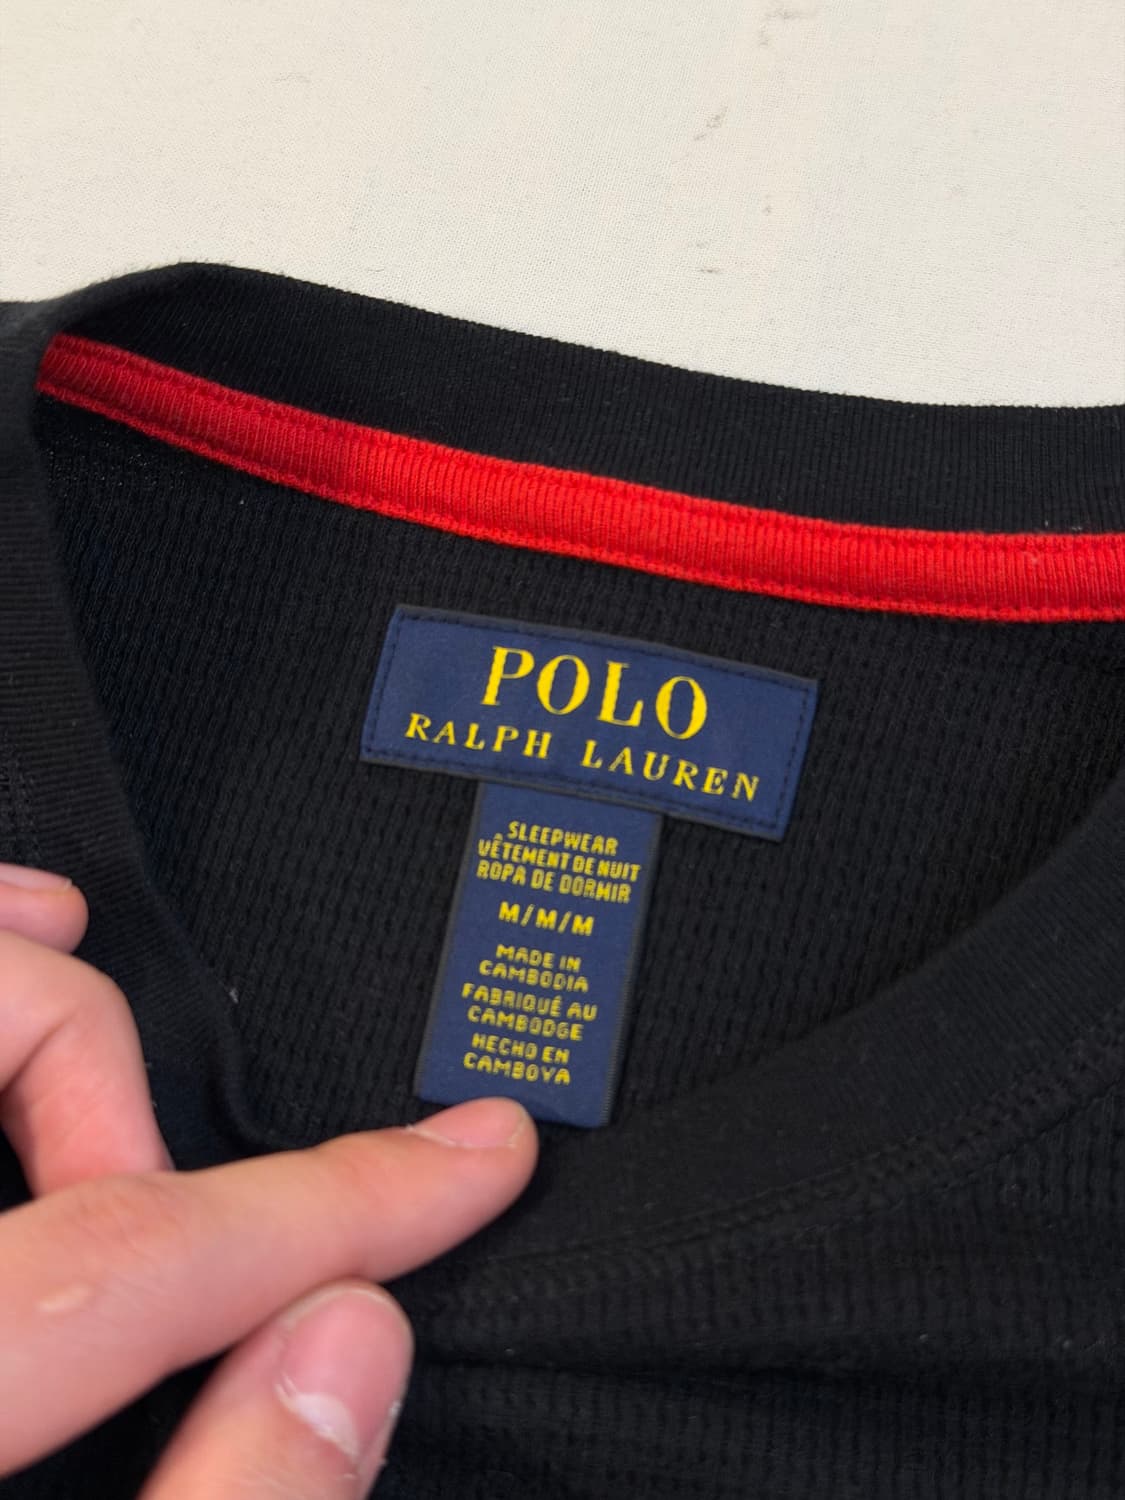 POLO
RALPH LAUREN
SLEEPWEAR
VÊTEMENT DE NUIT
ROPA DE DORMIR
M/M/M
MADE IN
CAMBODIA
FABRIQUÉ AU
CAMBODGE
HECHO EN
CAMBOYA